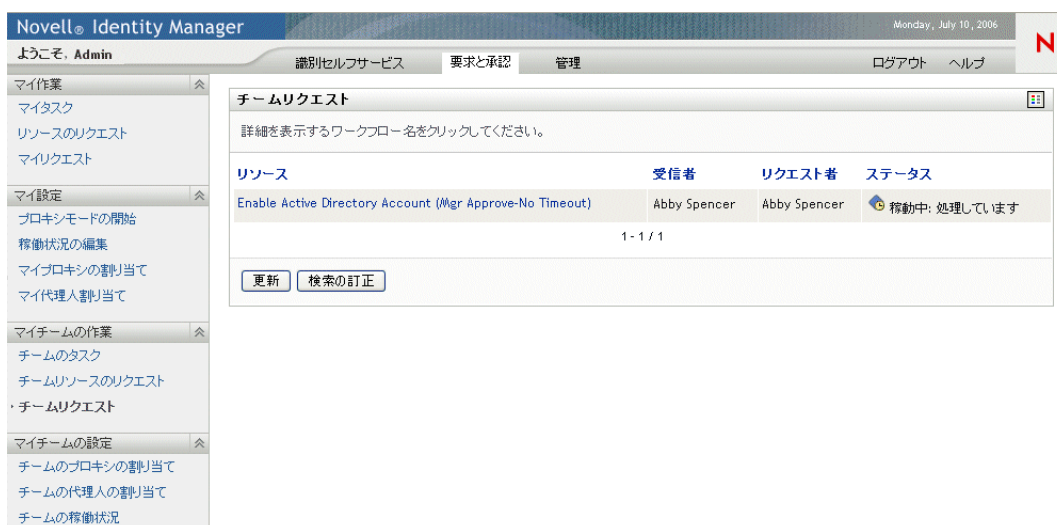 Novell® Identity Manager
Monday, July 10, 2006
N
ようこそ, Admin
識別セルフサービス 要求と承認 管理 ログアウト ヘルプ
マイ作業
マイタスク
リソースのリクエスト
マイリクエスト
マイ設定
プロキシモードの開始
稼働状況の編集
マイプロキシの割り当て
マイ代理人割り当て
マイチームの作業
チームのタスク
チームリソースのリクエスト
チームリクエスト
マイチームの設定
チームのプロキシの割り当て
チームの代理人の割り当て
チームの稼働状況
チームリクエスト
詳細を表示するワークフロー名をクリックしてください。
リソース 受信者 リクエスト者 ステータス
Enable Active Directory Account (Mgr Approve-No Timeout) Abby Spencer Abby Spencer 稼動中: 処理しています
1 - 1 / 1
更新 検索の訂正